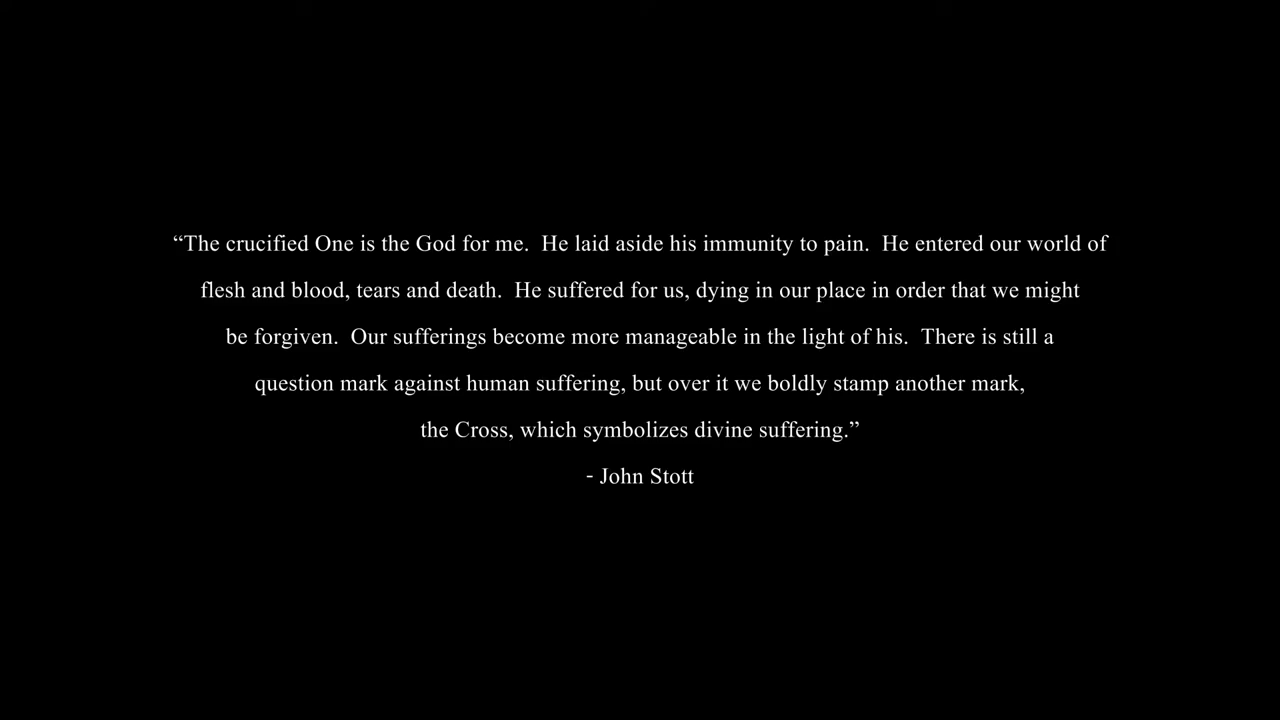 “The crucified One is the God for me.  He laid aside his immunity to pain.  He entered our world of
flesh and blood, tears and death.  He suffered for us, dying in our place in order that we might
be forgiven.  Our sufferings become more manageable in the light of his.  There is still a
question mark against human suffering, but over it we boldly stamp another mark,
the Cross, which symbolizes divine suffering.”
- John Stott